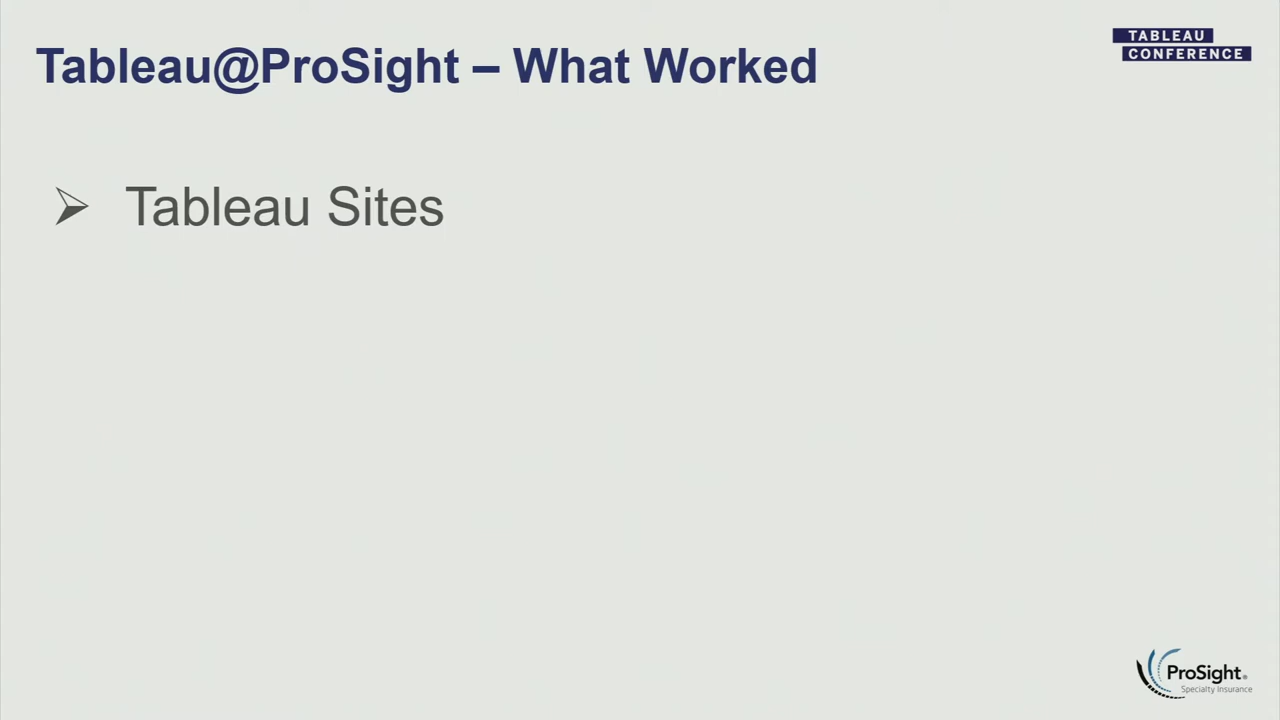 Tableau@ProSight – What Worked
TABLEAU
CONFERENCE
➢ Tableau Sites
ProSight®
Specialty Insurance